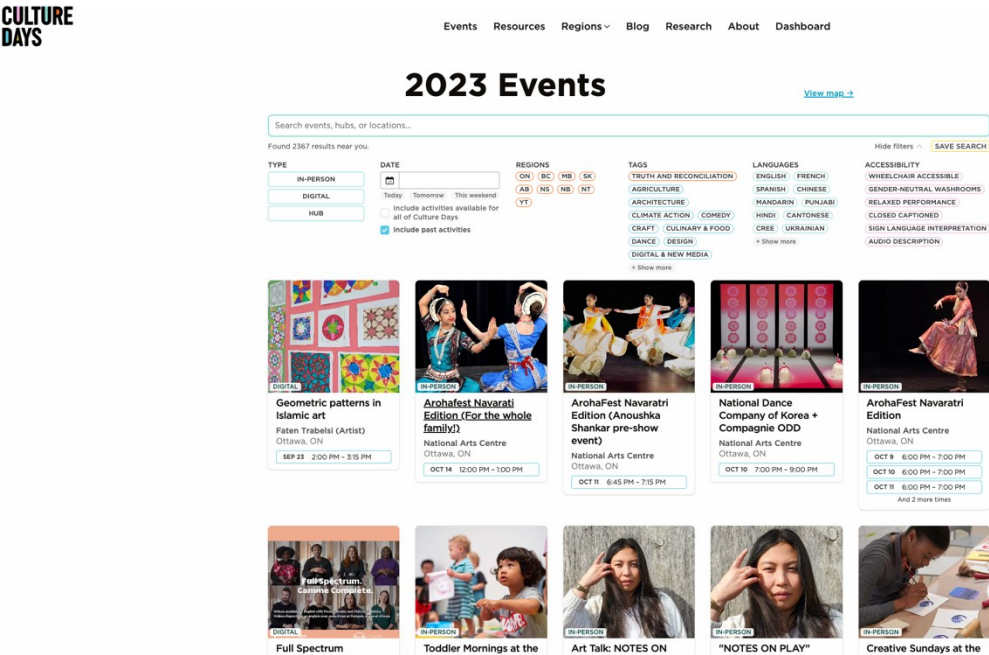 CULTURE
DAYS
Events Resources Regions Blog Research About Dashboard
2023 Events
View map →
Search events, hubs, or locations...
Found 2367 results near you.
Hide filters
SAVE SEARCH
TYPE
IN-PERSON
DIGITAL
HUB
DATE
Today Tomorrow This weekend
Include activities available for
all of Culture Days
Include past activities
REGIONS
ON BC MB SK
AB NS NB NT
YT
TAGS
TRUTH AND RECONCILIATION
AGRICULTURE
ARCHITECTURE
CLIMATE ACTION COMEDY
CRAFT CULINARY & FOOD
DANCE DESIGN
DIGITAL & NEW MEDIA
+ Show more
LANGUAGES
ENGLISH FRENCH
SPANISH CHINESE
MANDARIN PUNJABI
HINDI CANTONESE
CREE UKRAINIAN
+ Show more
ACCESSIBILITY
WHEELCHAIR ACCESSIBLE
GENDER-NEUTRAL WASHROOMS
RELAXED PERFORMANCE
CLOSED CAPTIONED
SIGN LANGUAGE INTERPRETATION
AUDIO DESCRIPTION
DIGITAL
Geometric patterns in
Islamic art
Faten Trabelsi (Artist)
Ottawa, ON
SEP 23 2:00 PM – 3:15 PM
IN-PERSON
Arohafest Navarati
Edition (For the whole
family!)
National Arts Centre
Ottawa, ON
OCT 14 12:00 PM – 1:00 PM
IN-PERSON
ArohaFest Navaratri
Edition (Anoushka
Shankar pre-show
event)
National Arts Centre
Ottawa, ON
OCT 11 6:45 PM – 7:15 PM
IN-PERSON
National Dance
Company of Korea +
Compagnie ODD
National Arts Centre
Ottawa, ON
OCT 10 7:00 PM – 9:00 PM
IN-PERSON
ArohaFest Navaratri
Edition
National Arts Centre
Ottawa, ON
OCT 9 6:00 PM – 7:00 PM
OCT 10 6:00 PM – 7:00 PM
OCT 11 6:00 PM – 7:00 PM
And 2 more times
Full Spectrum.
Gamme Complète.
DIGITAL
Full Spectrum
IN-PERSON
Toddler Mornings at the
IN-PERSON
Art Talk: NOTES ON
IN-PERSON
"NOTES ON PLAY"
IN-PERSON
Creative Sundays at the